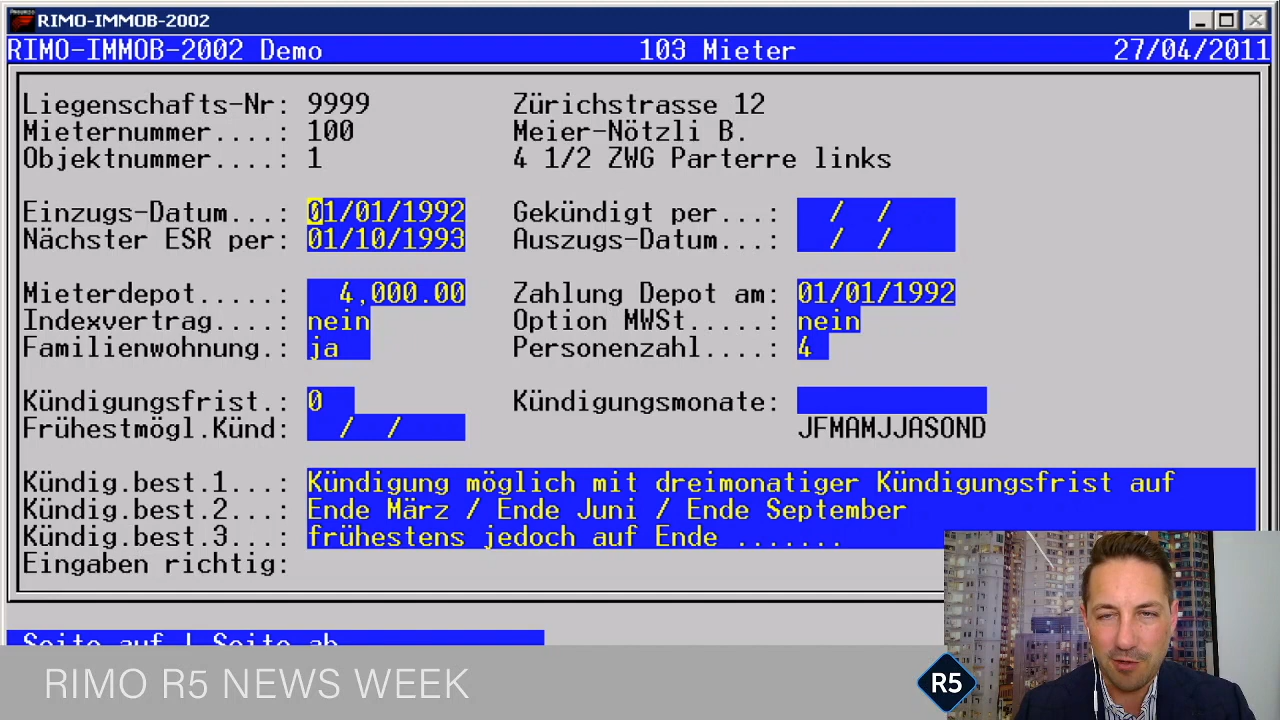 RIMO-IMMOB-2002
RIMO-IMMOB-2002 Demo 103 Mieter 27/04/2011
Liegenschafts-Nr: 9999 Zürichstrasse 12
Mieternummer....: 100 Meier-Nötzli B.
Objektnummer....: 1 4 1/2 ZWG Parterre links
Einzugs-Datum...: 01/01/1992 Gekündigt per...: / /
Nächster ESR per: 01/10/1993 Auszugs-Datum...: / /
Mieterdepot.....: 4,000.00 Zahlung Depot am: 01/01/1992
Indexvertrag....: nein Option MWSt.....: nein
Familienwohnung.: ja Personenzahl....: 4
Kündigungsfrist.: 0 Kündigungsmonate:
Frühestmögl.Künd: / / JFMAMJJASOND
Kündig.best.1...: Kündigung möglich mit dreimonatiger Kündigungsfrist auf
Kündig.best.2...: Ende März / Ende Juni / Ende September
Kündig.best.3...: frühestens jedoch auf Ende .......
Eingaben richtig:
Seite auf | Seite ab
RIMO R5 NEWS WEEK
R5